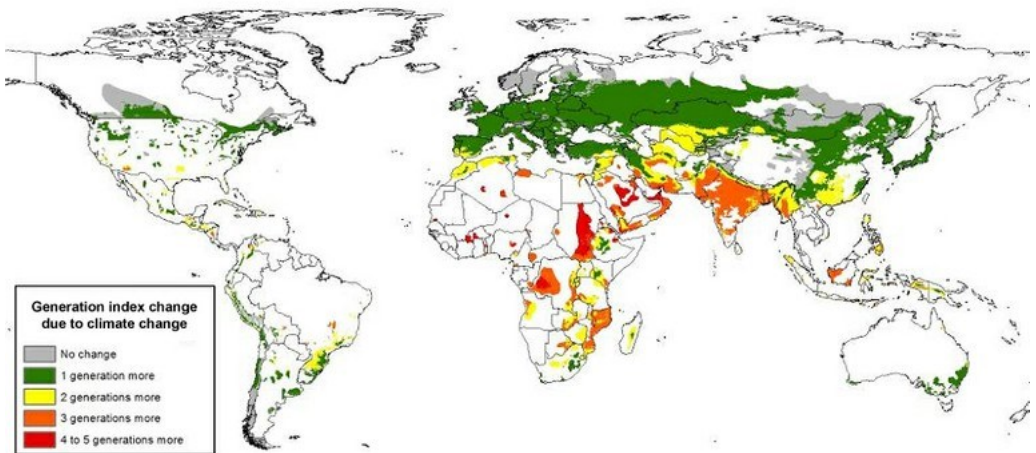 Generation index change
due to climate change
No change
1 generation more
2 generations more
3 generations more
4 to 5 generations more